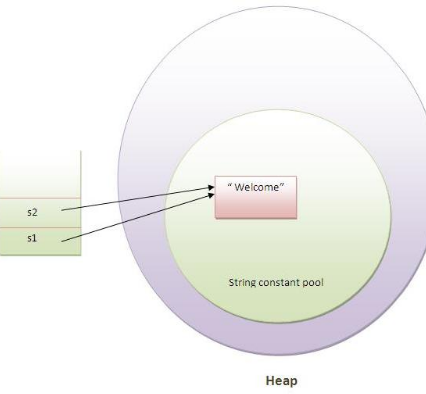 “ Welcome”
s2
s1
String constant pool
Heap